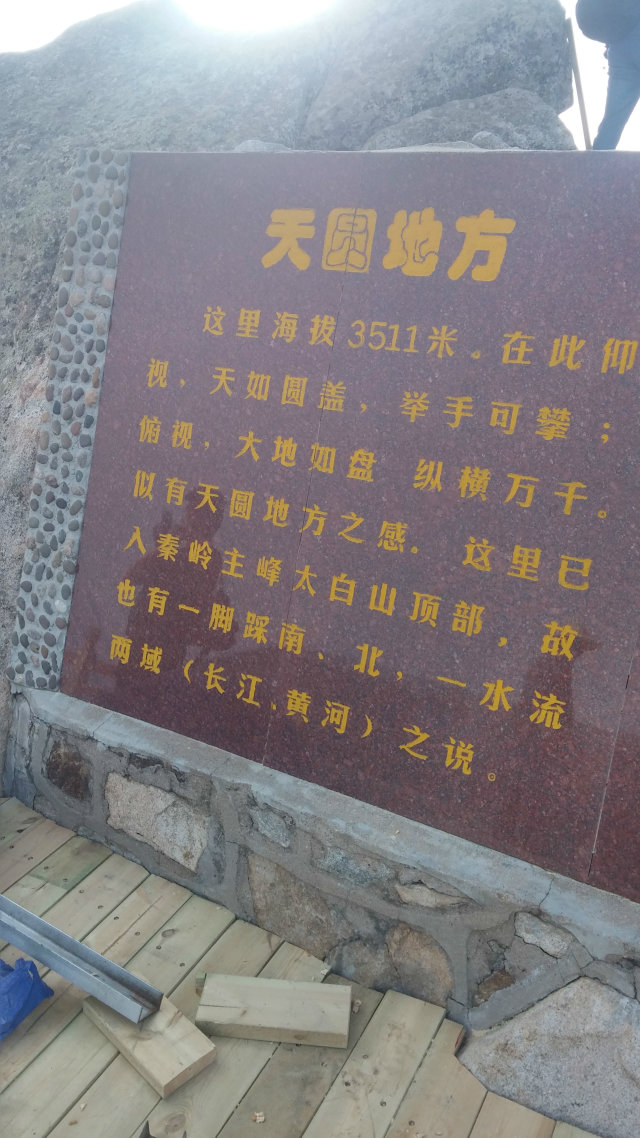 天圆地方
这里海拔3511米。在此仰
视，天如圆盖，举手可攀；
俯视，大地如盘 纵横万千。
似有天圆地方之感. 这里已
入秦岭主峰太白山顶部，故
也有一脚踩南、北，一水流
两域（长江、黄河）之说。